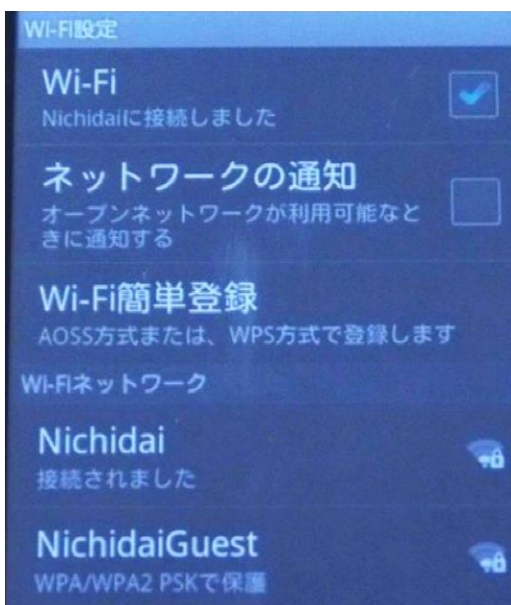 Wi-Fi設定
Wi-Fi
Nichidaiに接続しました
ネットワークの通知
オープンネットワークが利用可能なと
きに通知する
Wi-Fi簡単登録
AOSS方式または、WPS方式で登録します
Wi-Fiネットワーク
Nichidai
接続されました
NichidaiGuest
WPA/WPA2 PSKで保護